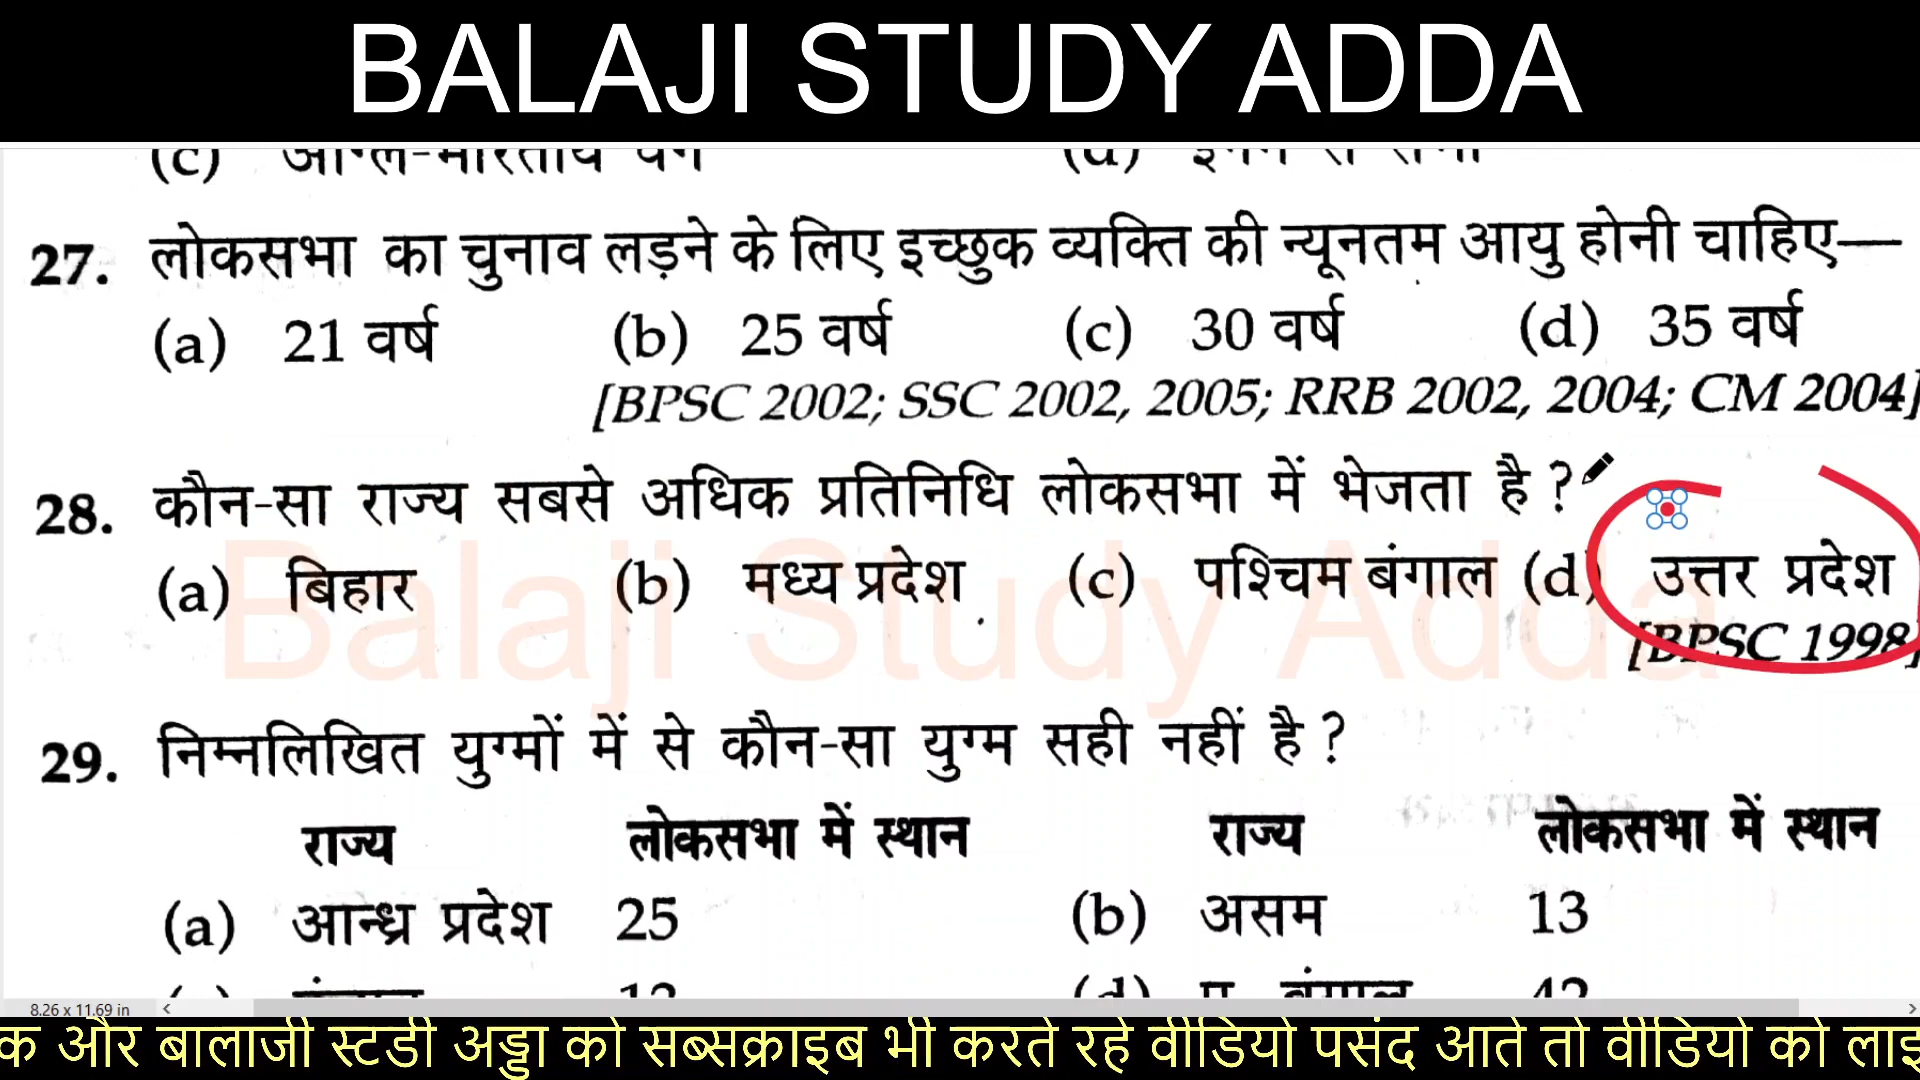 BALAJI STUDY ADDA
27. लोकसभा का चुनाव लड़ने के लिए इच्छुक व्यक्ति की न्यूनतम आयु होनी चाहिए—
(a) 21 वर्ष (b) 25 वर्ष (c) 30 वर्ष (d) 35 वर्ष
[BPSC 2002; SSC 2002, 2005; RRB 2002, 2004; CM 2004]
28. कौन-सा राज्य सबसे अधिक प्रतिनिधि लोकसभा में भेजता है ?
(a) बिहार (b) मध्य प्रदेश (c) पश्चिम बंगाल (d) उत्तर प्रदेश
[BPSC 1998]
Balaji Study Adda
29. निम्नलिखित युग्मों में से कौन-सा युग्म सही नहीं है ?
राज्य लोकसभा में स्थान राज्य लोकसभा में स्थान
(a) आन्ध्र प्रदेश 25 (b) असम 13
8.26 x 11.69 in
क और बालाजी स्टडी अड्डा को सब्सक्राइब भी करते रहे वीडियो पसंद आते तो वीडियो को